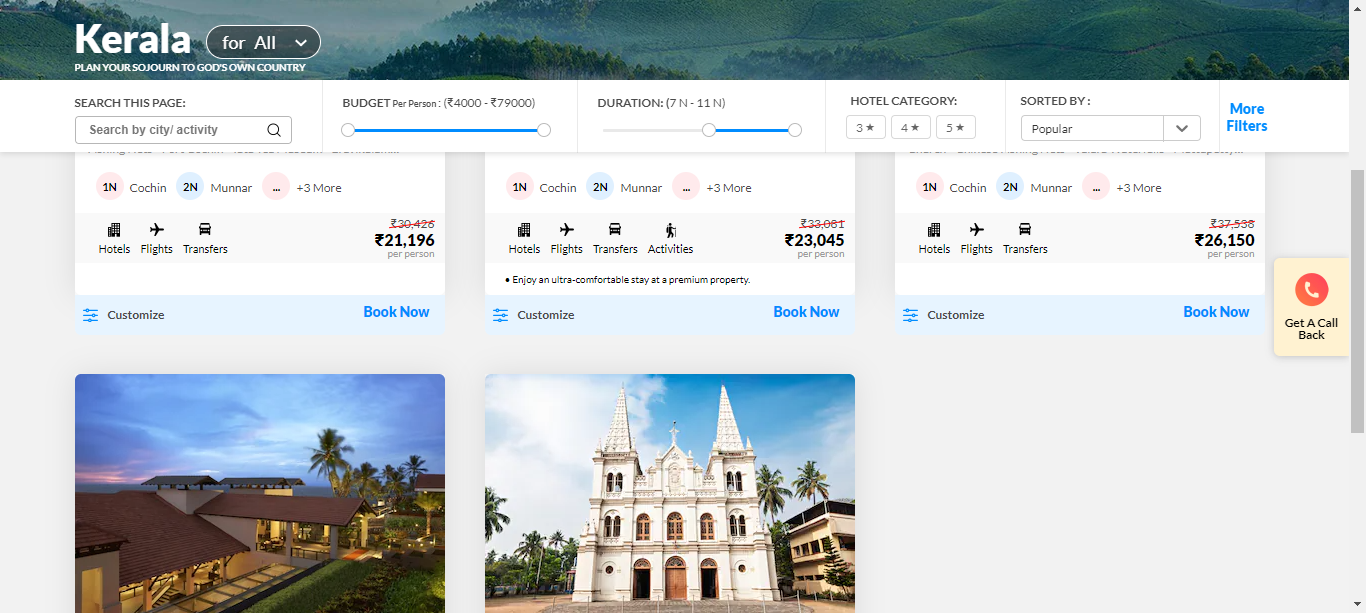 Kerala for All
PLAN YOUR SOJOURN TO GOD'S OWN COUNTRY
SEARCH THIS PAGE:
Search by city/ activity
BUDGET Per Person : (₹4000 - ₹79000)
DURATION: (7 N - 11 N)
HOTEL CATEGORY:
3 ★ 4 ★ 5 ★
SORTED BY :
Popular
More
FIlters
1N Cochin 2N Munnar ... +3 More
Hotels Flights Transfers
₹30,426
₹21,196
per person
Customize Book Now
1N Cochin 2N Munnar ... +3 More
Hotels Flights Transfers Activities
₹33,081
₹23,045
per person
• Enjoy an ultra-comfortable stay at a premium property.
Customize Book Now
1N Cochin 2N Munnar ... +3 More
Hotels Flights Transfers
₹37,538
₹26,150
per person
Customize Book Now
Get A Call
Back